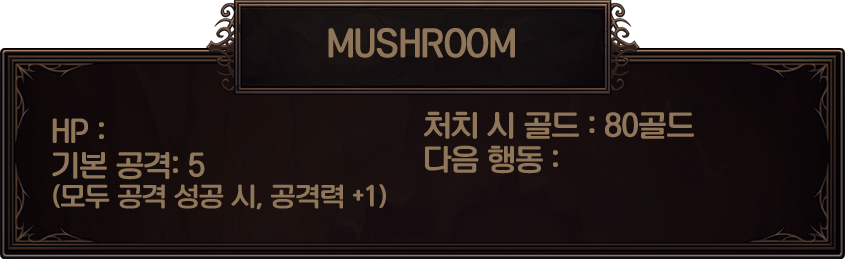 MUSHROOM
HP :
기본 공격: 5
(모두 공격 성공 시, 공격력 +1)
처치 시 골드 : 80골드
다음 행동 :